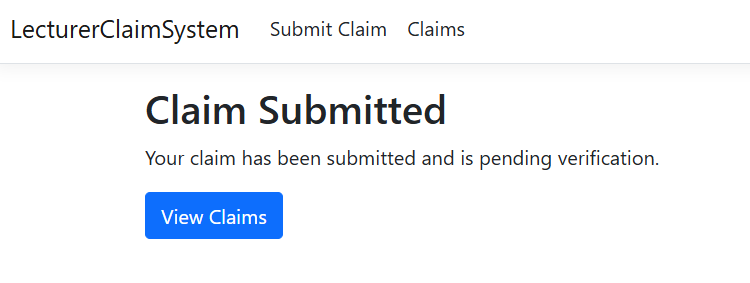 LecturerClaimSystem Submit Claim Claims
Claim Submitted
Your claim has been submitted and is pending verification.
View Claims